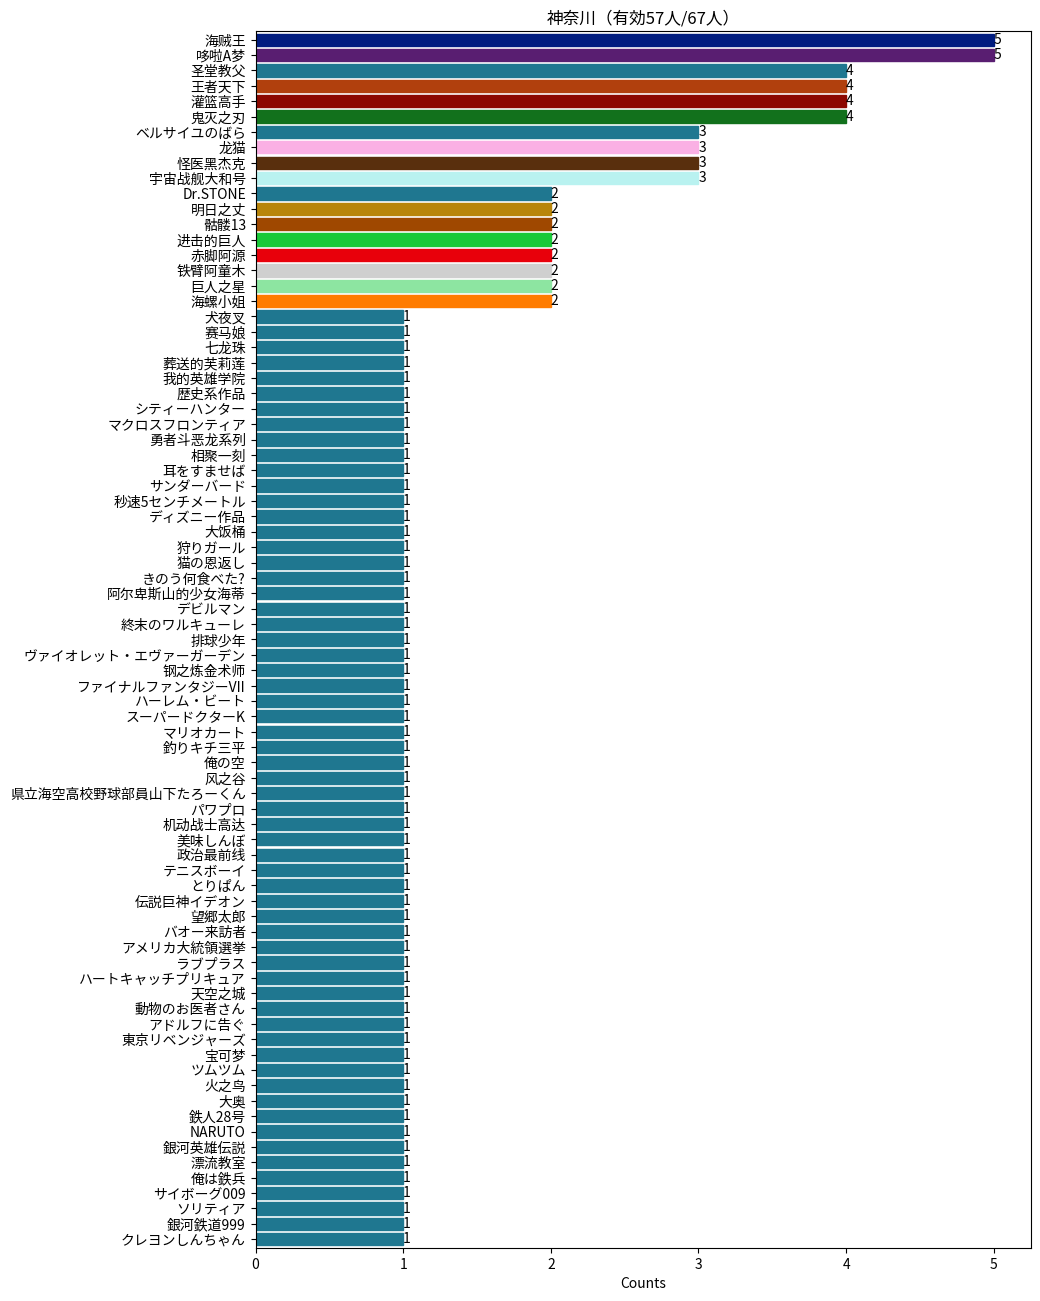 神奈川（有効57人/67人）
海贼王 5
哆啦A梦 5
圣堂教父 4
王者天下 4
灌篮高手 4
鬼灭之刃 4
ベルサイユのばら 3
龙猫 3
怪医黑杰克 3
宇宙战舰大和号 3
Dr.STONE 2
明日之丈 2
骷髅13 2
进击的巨人 2
赤脚阿源 2
铁臂阿童木 2
巨人之星 2
海螺小姐 2
犬夜叉 1
赛马娘 1
七龙珠 1
葬送的芙莉莲 1
我的英雄学院 1
歴史系作品 1
シティーハンター 1
マクロスフロンティア 1
勇者斗恶龙系列 1
相聚一刻 1
耳をすませば 1
サンダーバード 1
秒速5センチメートル 1
ディズニー作品 1
大饭桶 1
狩りガール 1
猫の恩返し 1
きのう何食べた? 1
阿尔卑斯山的少女海蒂 1
デビルマン 1
終末のワルキューレ 1
排球少年 1
ヴァイオレット・エヴァーガーデン 1
钢之炼金术师 1
ファイナルファンタジーVII 1
ハーレム・ビート 1
スーパードクターK 1
マリオカート 1
釣りキチ三平 1
俺の空 1
风之谷 1
県立海空高校野球部員山下たろーくん 1
パワプロ 1
机动战士高达 1
美味しんぼ 1
政治最前线 1
テニスボーイ 1
とりぱん 1
伝説巨神イデオン 1
望郷太郎 1
バオー来訪者 1
アメリカ大統領選挙 1
ラブプラス 1
ハートキャッチプリキュア 1
天空之城 1
動物のお医者さん 1
アドルフに告ぐ 1
東京リベンジャーズ 1
宝可梦 1
ツムツム 1
火之鸟 1
大奥 1
鉄人28号 1
NARUTO 1
銀河英雄伝説 1
漂流教室 1
俺は鉄兵 1
サイボーグ009 1
ソリティア 1
銀河鉄道999 1
クレヨンしんちゃん 1
0 1 2 3 4 5
Counts